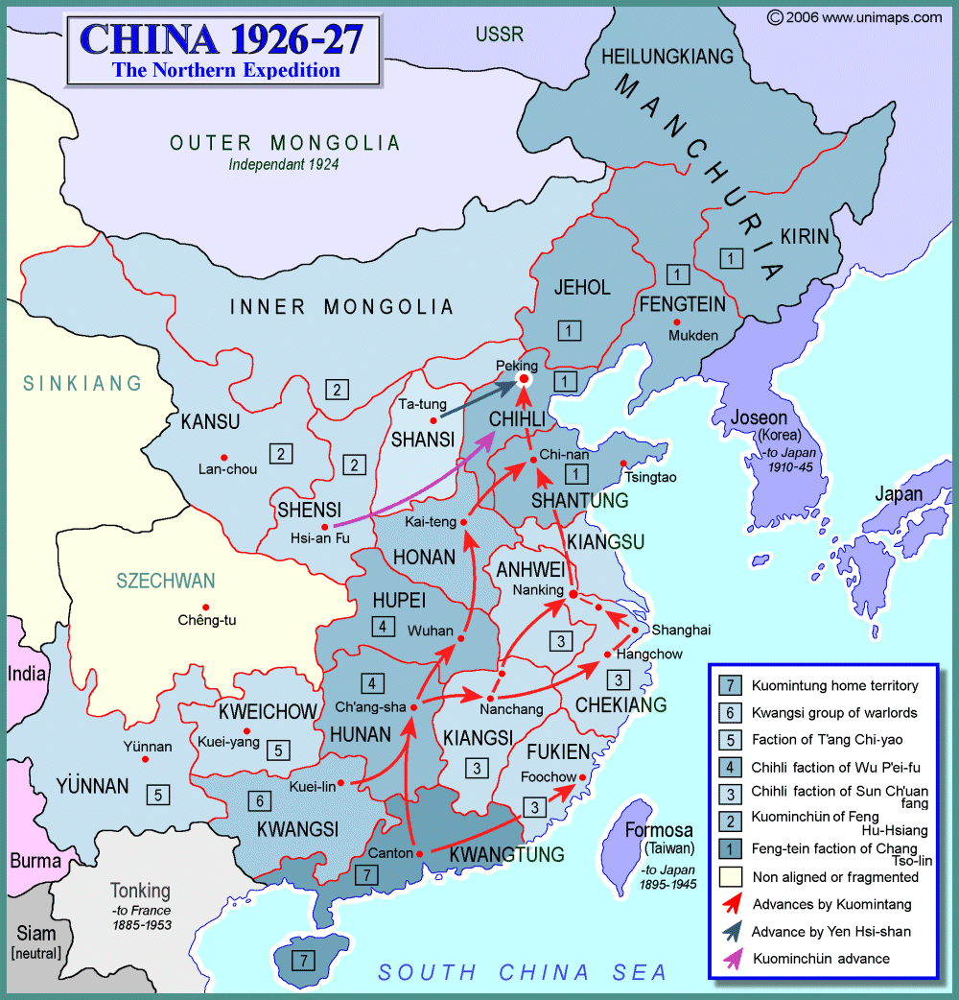 © 2006 www.unimaps.com
CHINA 1926-27
The Northern Expedition
USSR
HEILUNGKIANG
MANCHURIA
OUTER MONGOLIA
Independant 1924
KIRIN
1
1
JEHOL
FENGTEIN
INNER MONGOLIA
1
Mukden
SINKIANG
Peking
1
2
Ta-tung
KANSU
CHIHLI
Joseon
(Korea)
-to Japan
1910-45
SHANSI
2
2
Lan-chou
Chi-nan
1
Tsingtao
Japan
SHENSI
SHANTUNG
Hsi-an Fu
Kai-teng
KIANGSU
HONAN
ANHWEI
Nanking
SZECHWAN
HUPEI
4
Chêng-tu
Wuhan
Shanghai
3
Hangchow
India
4
3
KWEICHOW
Ch'ang-sha
Nanchang
CHEKIANG
Kuei-yang
HUNAN
KIANGSI
FUKIEN
5
Yünnan
3
Foochow
YÜNNAN
5
Kuei-lin
6
3
KWANGSI
Formosa
(Taiwan)
-to Japan
1895-1945
Canton
KWANGTUNG
Burma
7
Tonking
-to France
1885-1953
Siam
[neutral]
7
SOUTH CHINA SEA
7 Kuomintung home territory
6 Kwangsi group of warlords
5 Faction of T'ang Chi-yao
4 Chihli faction of Wu P'ei-fu
3 Chihli faction of Sun Ch'uan
fang
2 Kuominchün of Feng
Hu-Hsiang
1 Feng-tein faction of Chang
Tso-lin
Non aligned or fragmented
Advances by Kuomintang
Advance by Yen Hsi-shan
Kuominchün advance